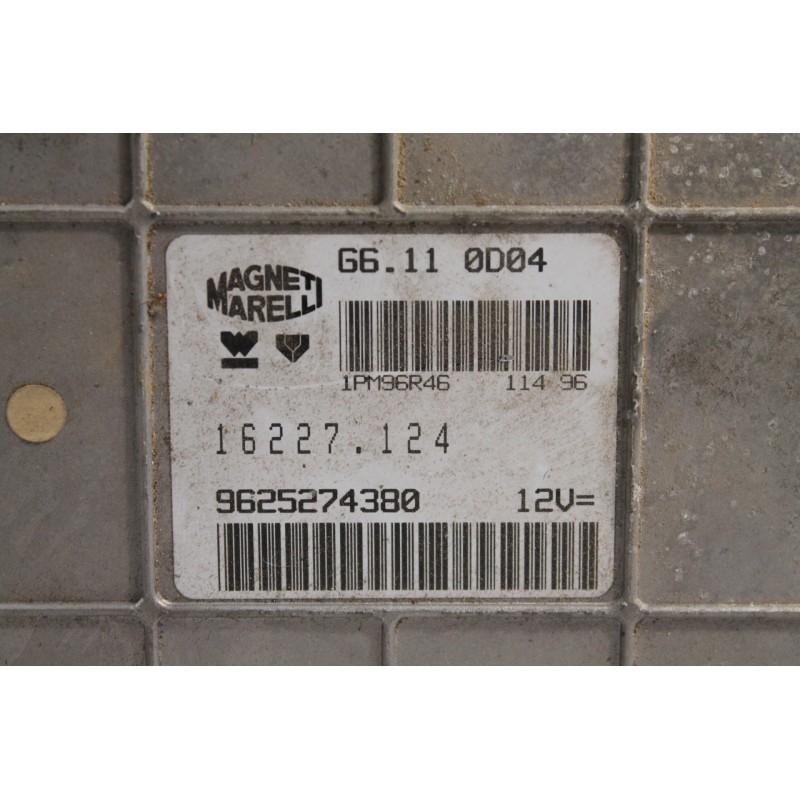 G6.11 0D04
MAGNETI
MARELLI
1PM96R46 114 96
16227.124
9625274380 12V=